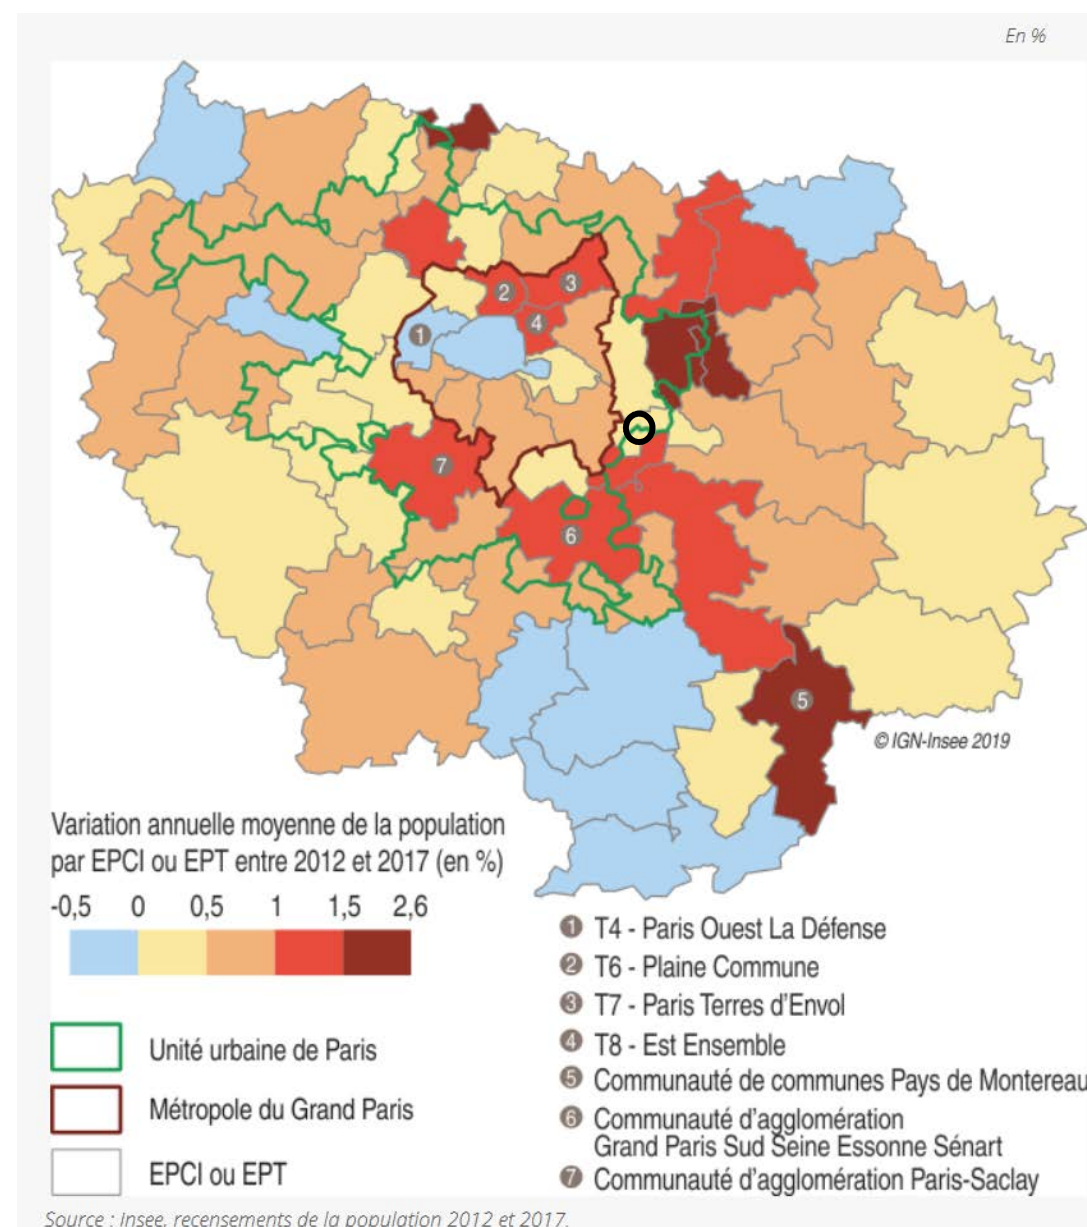 En %
2
3
4
1
7
6
5
© IGN-Insee 2019
Variation annuelle moyenne de la population
par EPCI ou EPT entre 2012 et 2017 (en %)
-0,5 0 0,5 1 1,5 2,6
Unité urbaine de Paris
Métropole du Grand Paris
EPCI ou EPT
1 T4 - Paris Ouest La Défense
2 T6 - Plaine Commune
3 T7 - Paris Terres d'Envol
4 T8 - Est Ensemble
5 Communauté de communes Pays de Montereau
6 Communauté d'agglomération
Grand Paris Sud Seine Essonne Sénart
7 Communauté d'agglomération Paris-Saclay
Source : Insee, recensements de la population 2012 et 2017.